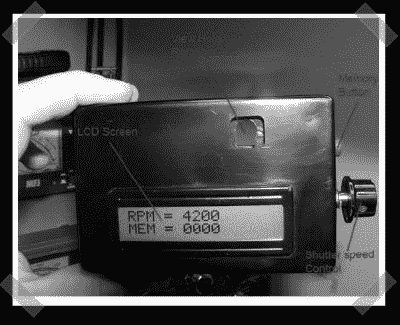 Memory
Button
LCD Screen
RPM = 4200
MEM = 0000
Shutter speed
Control